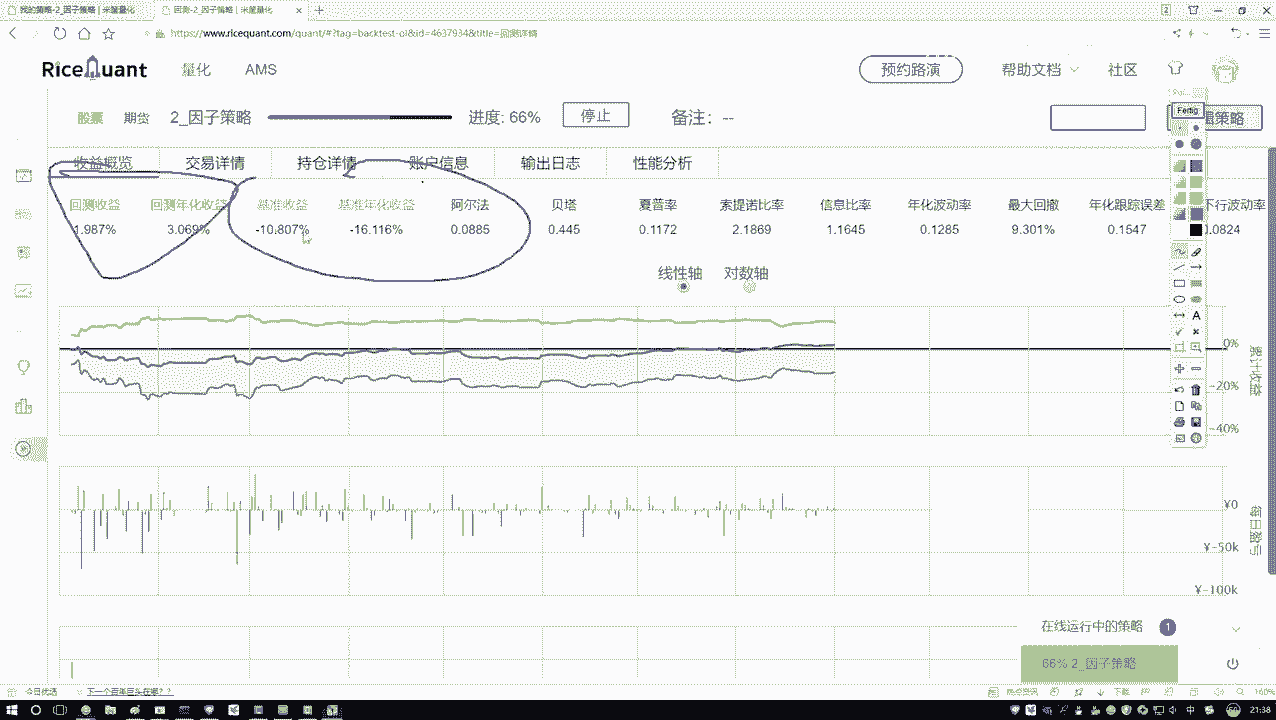 我的策略-2_因子策略 | 米筐量化
回测-2_因子策略 | 米筐量化
https://www.ricequant.com/quant/#?tag=backtest-ol&id=4637934&title=回测详情
RiceQuant
量化
AMS
预约路演
帮助文档
社区
股票
期货
2_因子策略
进度: 66%
停止
备注: --
策略
Fertig
收益概览
交易详情
持仓详情
账户信息
输出日志
性能分析
回测收益 回测年化收益 基准收益 基准年化收益 阿尔法 贝塔 夏普率 索提诺比率 信息比率 年化波动率 最大回撤 年化跟踪误差 下行波动率
1.987% 3.069% -10.807% -16.116% 0.0885 0.445 0.1172 2.1869 1.1645 0.1285 9.301% 0.1547 0.0824
线性轴 对数轴
0%
-20%
-40%
累计收益
¥0
¥-50k
¥-100k
每日盈亏
在线运行中的策略 1
66% 2_因子策略
今日优选
下载
160%
中
21:38